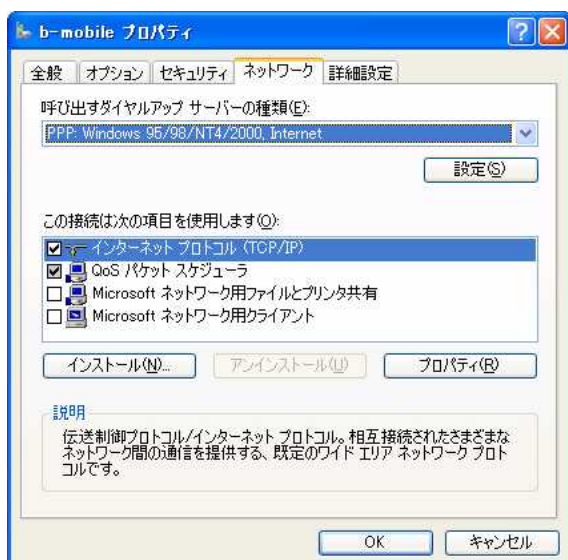 b-mobile プロパティ
全般 オプション セキュリティ ネットワーク 詳細設定
呼び出すダイヤルアップ サーバーの種類(E):
PPP: Windows 95/98/NT4/2000, Internet
設定(S)
この接続は次の項目を使用します(O):
インターネット プロトコル (TCP/IP)
QoS パケット スケジューラ
Microsoft ネットワーク用ファイルとプリンタ共有
Microsoft ネットワーク用クライアント
インストール(N)... アンインストール(U) プロパティ(R)
説明
伝送制御プロトコル/インターネット プロトコル。相互接続されたさまざまな
ネットワーク間の通信を提供する、既定のワイド エリア ネットワーク プロト
コルです。
OK キャンセル